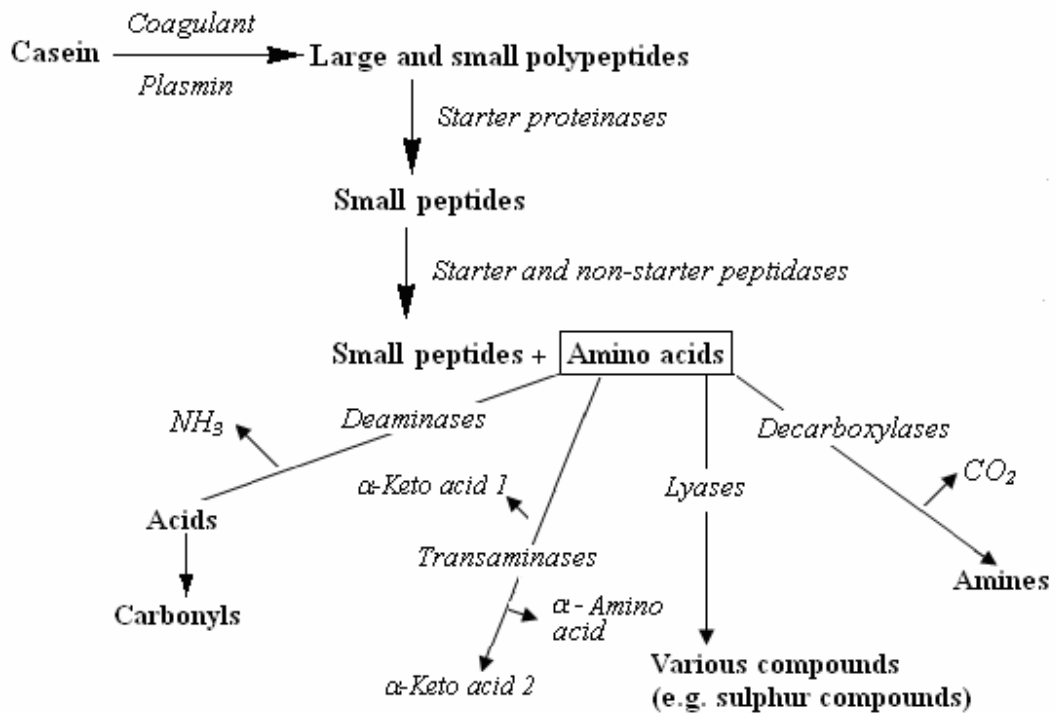 Coagulant
Casein
Large and small polypeptides
Plasmin
Starter proteinases
Small peptides
Starter and non-starter peptidases
Small peptides + Amino acids
NH₃
Deaminases
Decarboxylases
α-Keto acid 1
Lyases
CO₂
Acids
Transaminases
Amines
Carbonyls
α - Amino
acid
α-Keto acid 2
Various compounds
(e.g. sulphur compounds)